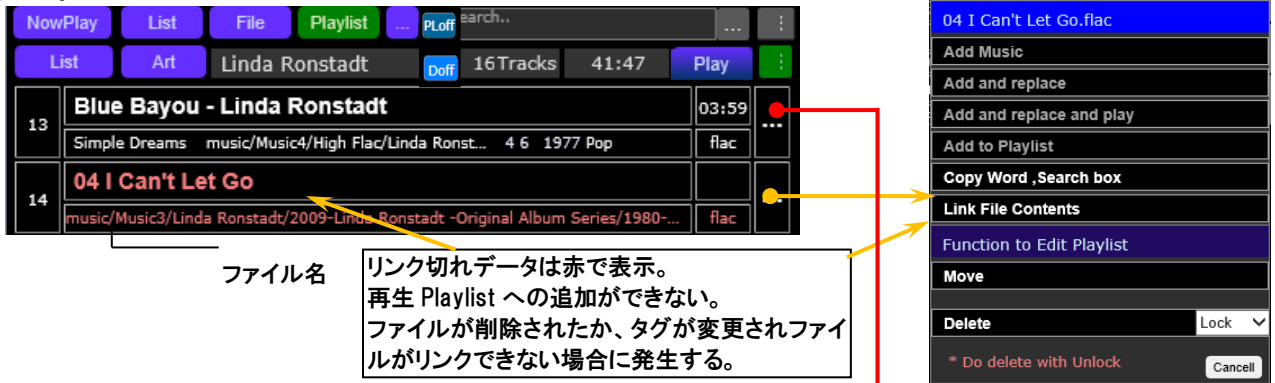 NowPlay List File Playlist ... PLoff earch.. ... ⋮
List Art Linda Ronstadt Doff 16Tracks 41:47 Play ⋮
13 Blue Bayou - Linda Ronstadt 03:59 ...
Simple Dreams music/Music4/High Flac/Linda Ronst... 4 6 1977 Pop flac
14 04 I Can't Let Go
music/Music3/Linda Ronstadt/2009-Linda Ronstadt -Original Album Series/1980-... flac
ファイル名
リンク切れデータは赤で表示。
再生 Playlist への追加ができない。
ファイルが削除されたか、タグが変更されファイ
ルがリンクできない場合に発生する。
04 I Can't Let Go.flac
Add Music
Add and replace
Add and replace and play
Add to Playlist
Copy Word ,Search box
Link File Contents
Function to Edit Playlist
Move
Delete Lock
* Do delete with Unlock Cancell